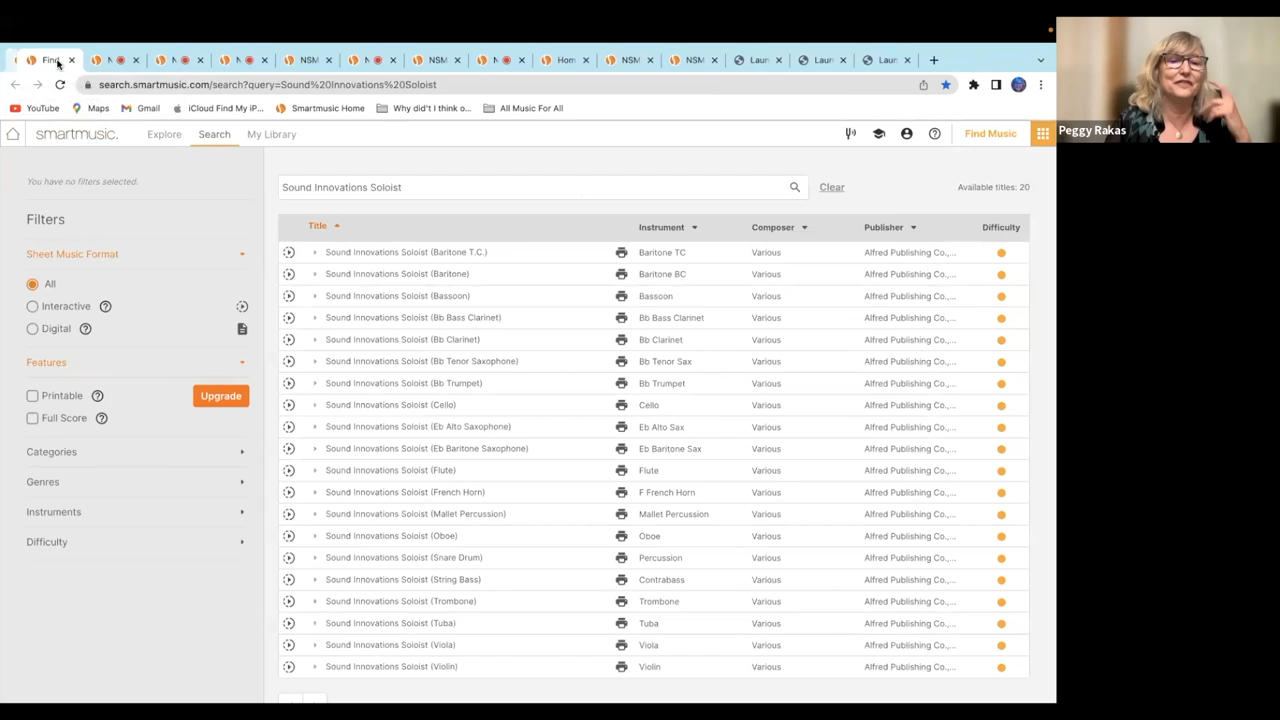 Find N N N NSM N NSM N Hom NSM NSM Laun Laun Laun
search.smartmusic.com/search?query=Sound%20Innovations%20Soloist
YouTube Maps Gmail iCloud Find My iP... Smartmusic Home Why did't I think o... All Music For All
smartmusic. Explore Search My Library Find Music
Peggy Rakas
You have no filters selected.
Sound Innovations Soloist Clear Available titles: 20
Filters
Title Instrument Composer Publisher Difficulty
Sheet Music Format
All
Interactive
Digital
Features
Printable Upgrade
Full Score
Categories
Genres
Instruments
Difficulty
Sound Innovations Soloist (Baritone T.C.) Baritone TC Various Alfred Publishing Co.,...
Sound Innovations Soloist (Baritone) Baritone BC Various Alfred Publishing Co.,...
Sound Innovations Soloist (Bassoon) Bassoon Various Alfred Publishing Co.,...
Sound Innovations Soloist (Bb Bass Clarinet) Bb Bass Clarinet Various Alfred Publishing Co.,...
Sound Innovations Soloist (Bb Clarinet) Bb Clarinet Various Alfred Publishing Co.,...
Sound Innovations Soloist (Bb Tenor Saxophone) Bb Tenor Sax Various Alfred Publishing Co.,...
Sound Innovations Soloist (Bb Trumpet) Bb Trumpet Various Alfred Publishing Co.,...
Sound Innovations Soloist (Cello) Cello Various Alfred Publishing Co.,...
Sound Innovations Soloist (Eb Alto Saxophone) Eb Alto Sax Various Alfred Publishing Co.,...
Sound Innovations Soloist (Eb Baritone Saxophone) Eb Baritone Sax Various Alfred Publishing Co.,...
Sound Innovations Soloist (Flute) Flute Various Alfred Publishing Co.,...
Sound Innovations Soloist (French Horn) F French Horn Various Alfred Publishing Co.,...
Sound Innovations Soloist (Mallet Percussion) Mallet Percussion Various Alfred Publishing Co.,...
Sound Innovations Soloist (Oboe) Oboe Various Alfred Publishing Co.,...
Sound Innovations Soloist (Snare Drum) Percussion Various Alfred Publishing Co.,...
Sound Innovations Soloist (String Bass) Contrabass Various Alfred Publishing Co.,...
Sound Innovations Soloist (Trombone) Trombone Various Alfred Publishing Co.,...
Sound Innovations Soloist (Tuba) Tuba Various Alfred Publishing Co.,...
Sound Innovations Soloist (Viola) Viola Various Alfred Publishing Co.,...
Sound Innovations Soloist (Violin) Violin Various Alfred Publishing Co.,...